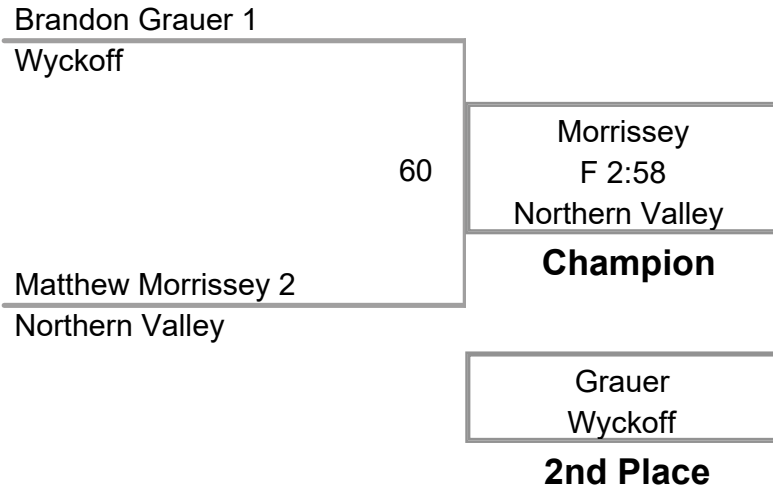 Brandon Grauer 1
Wyckoff
60
Morrissey
F 2:58
Northern Valley
Champion
Matthew Morrissey 2
Northern Valley
Grauer
Wyckoff
2nd Place